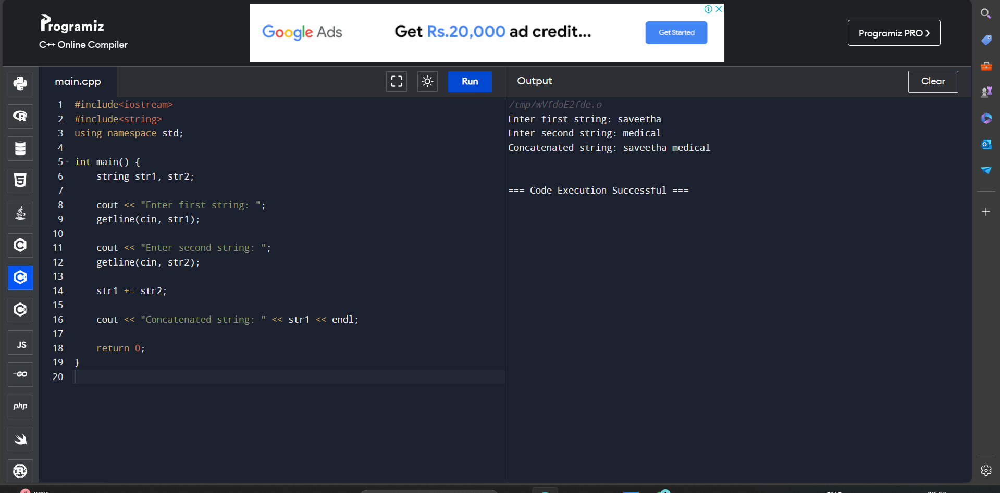 Programiz
C++ Online Compiler
Google Ads
Get Rs.20,000 ad credit...
Get Started
Programiz PRO ❯
main.cpp
Run
Output
Clear
1 #include<iostream>
2 #include<string>
3 using namespace std;
4
5 int main() {
6     string str1, str2;
7
8     cout << "Enter first string: ";
9     getline(cin, str1);
10
11     cout << "Enter second string: ";
12     getline(cin, str2);
13
14     str1 += str2;
15
16     cout << "Concatenated string: " << str1 << endl;
17
18     return 0;
19 }
20
/tmp/wVfdoE2fde.o
Enter first string: saveetha
Enter second string: medical
Concatenated string: saveetha medical
=== Code Execution Successful ===
R
5
C
C++
C#
JS
GO
php
R